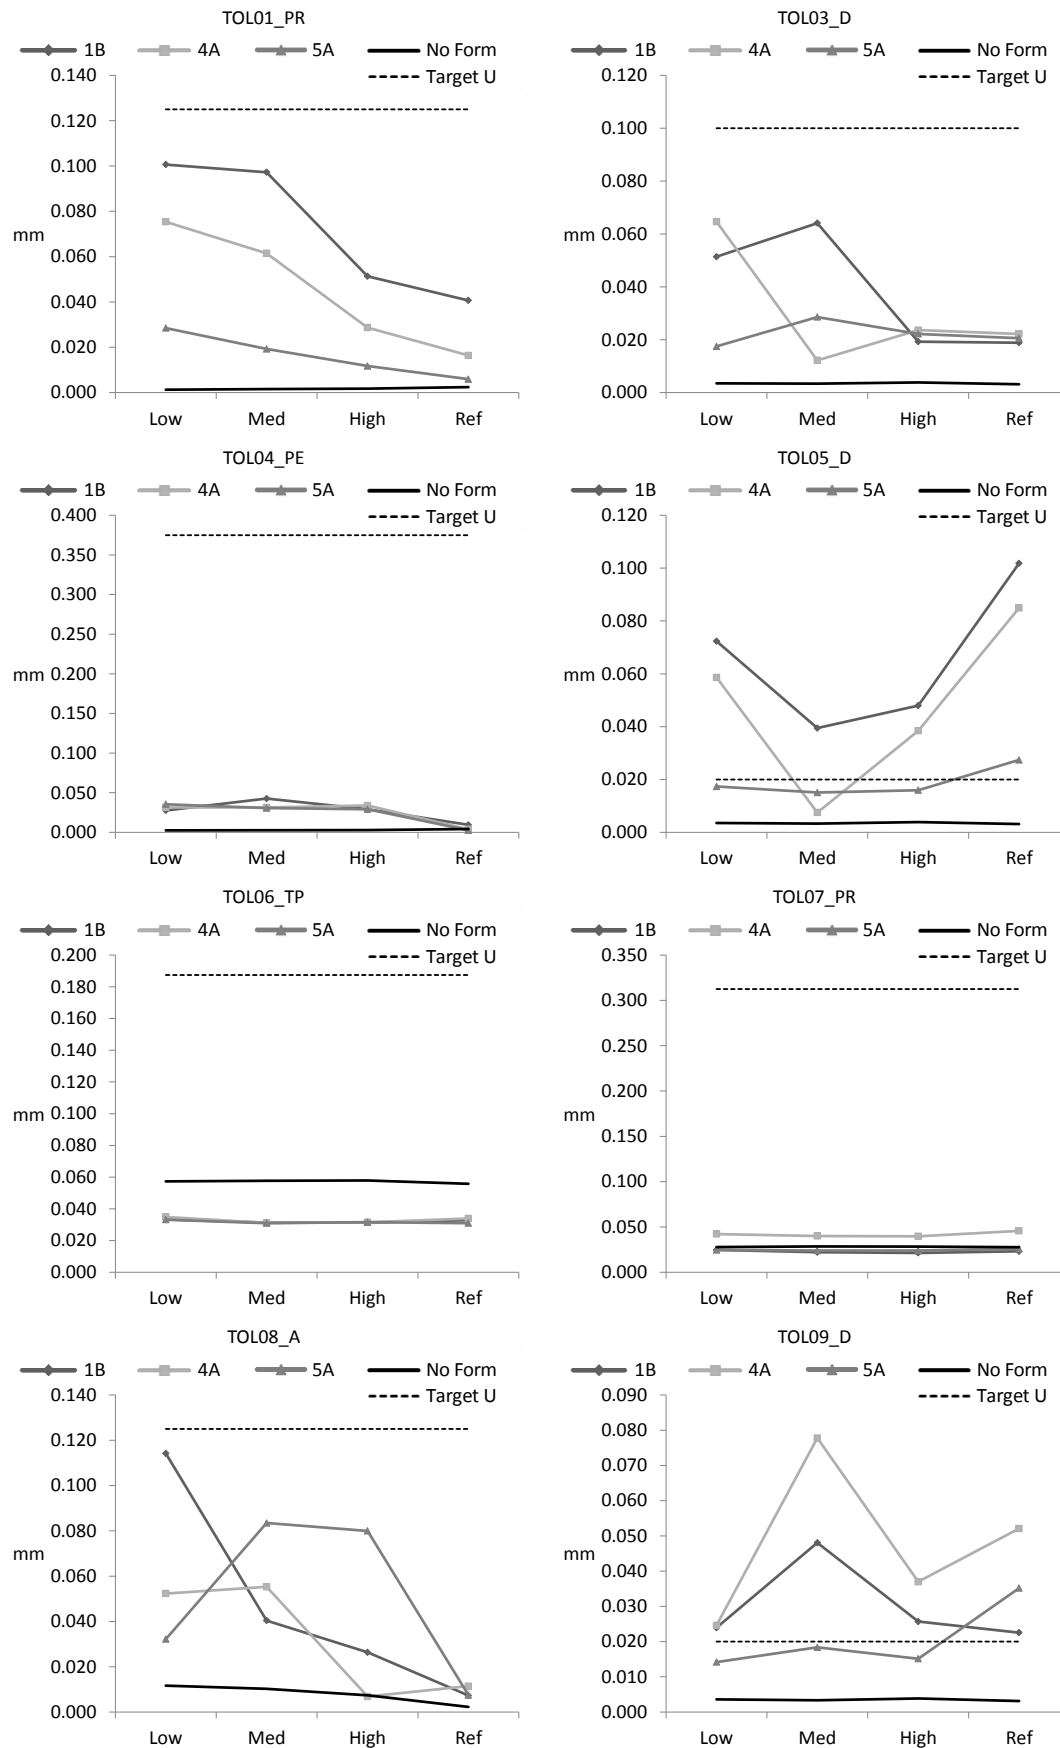 TOL01_PR
1B 4A 5A No Form
Target U
0.140
0.120
0.100
0.080
mm
0.060
0.040
0.020
0.000
Low Med High Ref
TOL03_D
1B 4A 5A No Form
Target U
0.120
0.100
0.080
0.060
mm
0.040
0.020
0.000
Low Med High Ref
TOL04_PE
1B 4A 5A No Form
Target U
0.400
0.350
0.300
0.250
mm
0.200
0.150
0.100
0.050
0.000
Low Med High Ref
TOL05_D
1B 4A 5A No Form
Target U
0.120
0.100
0.080
0.060
mm
0.040
0.020
0.000
Low Med High Ref
TOL06_TP
1B 4A 5A No Form
Target U
0.200
0.180
0.160
0.140
0.120
0.100
mm
0.080
0.060
0.040
0.020
0.000
Low Med High Ref
TOL07_PR
1B 4A 5A No Form
Target U
0.350
0.300
0.250
0.200
mm
0.150
0.100
0.050
0.000
Low Med High Ref
TOL08_A
1B 4A 5A No Form
Target U
0.140
0.120
0.100
0.080
mm
0.060
0.040
0.020
0.000
Low Med High Ref
TOL09_D
1B 4A 5A No Form
Target U
0.090
0.080
0.070
0.060
0.050
mm
0.040
0.030
0.020
0.010
0.000
Low Med High Ref